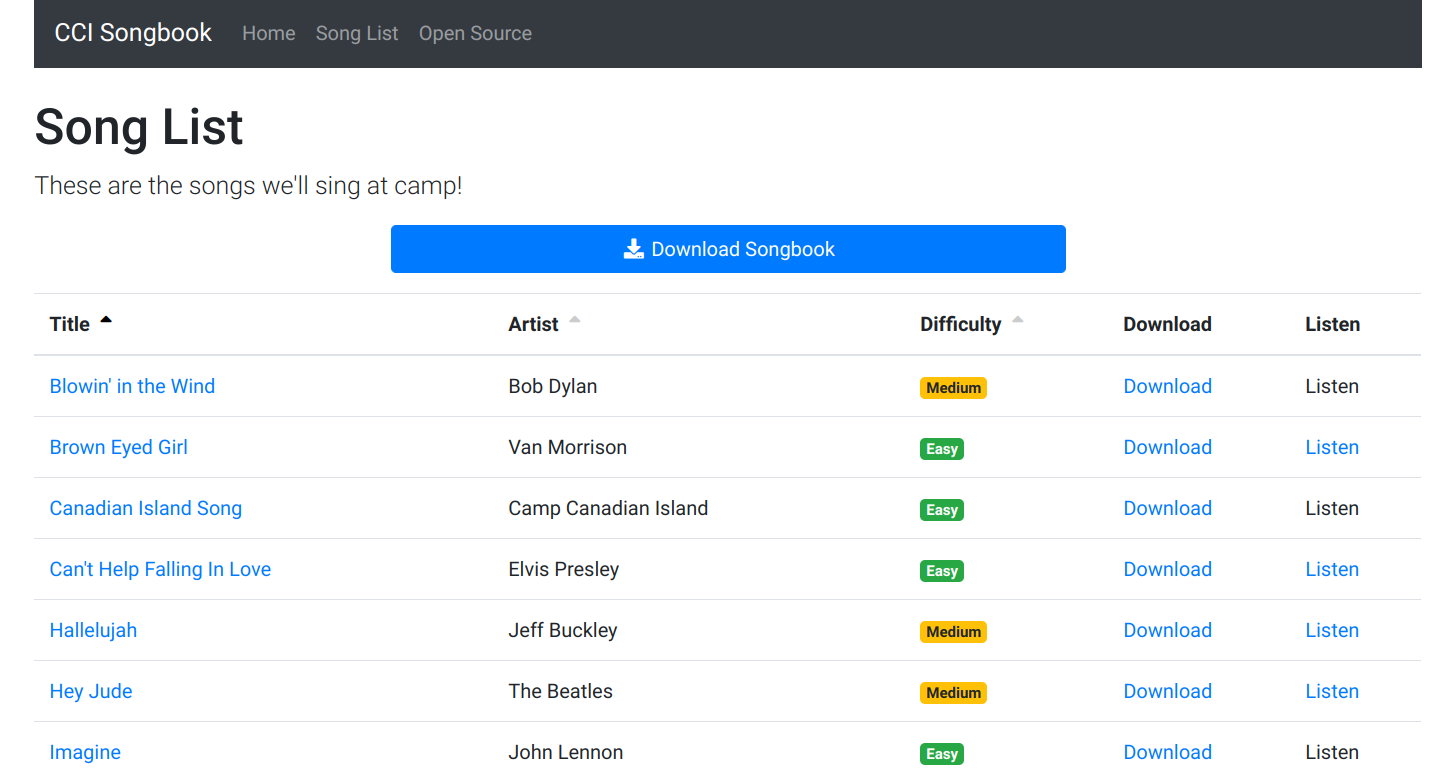 CCI Songbook Home Song List Open Source
Song List
These are the songs we'll sing at camp!
Download Songbook
Title Artist Difficulty Download Listen
Blowin' in the Wind Bob Dylan Medium Download Listen
Brown Eyed Girl Van Morrison Easy Download Listen
Canadian Island Song Camp Canadian Island Easy Download Listen
Can't Help Falling In Love Elvis Presley Easy Download Listen
Hallelujah Jeff Buckley Medium Download Listen
Hey Jude The Beatles Medium Download Listen
Imagine John Lennon Easy Download Listen